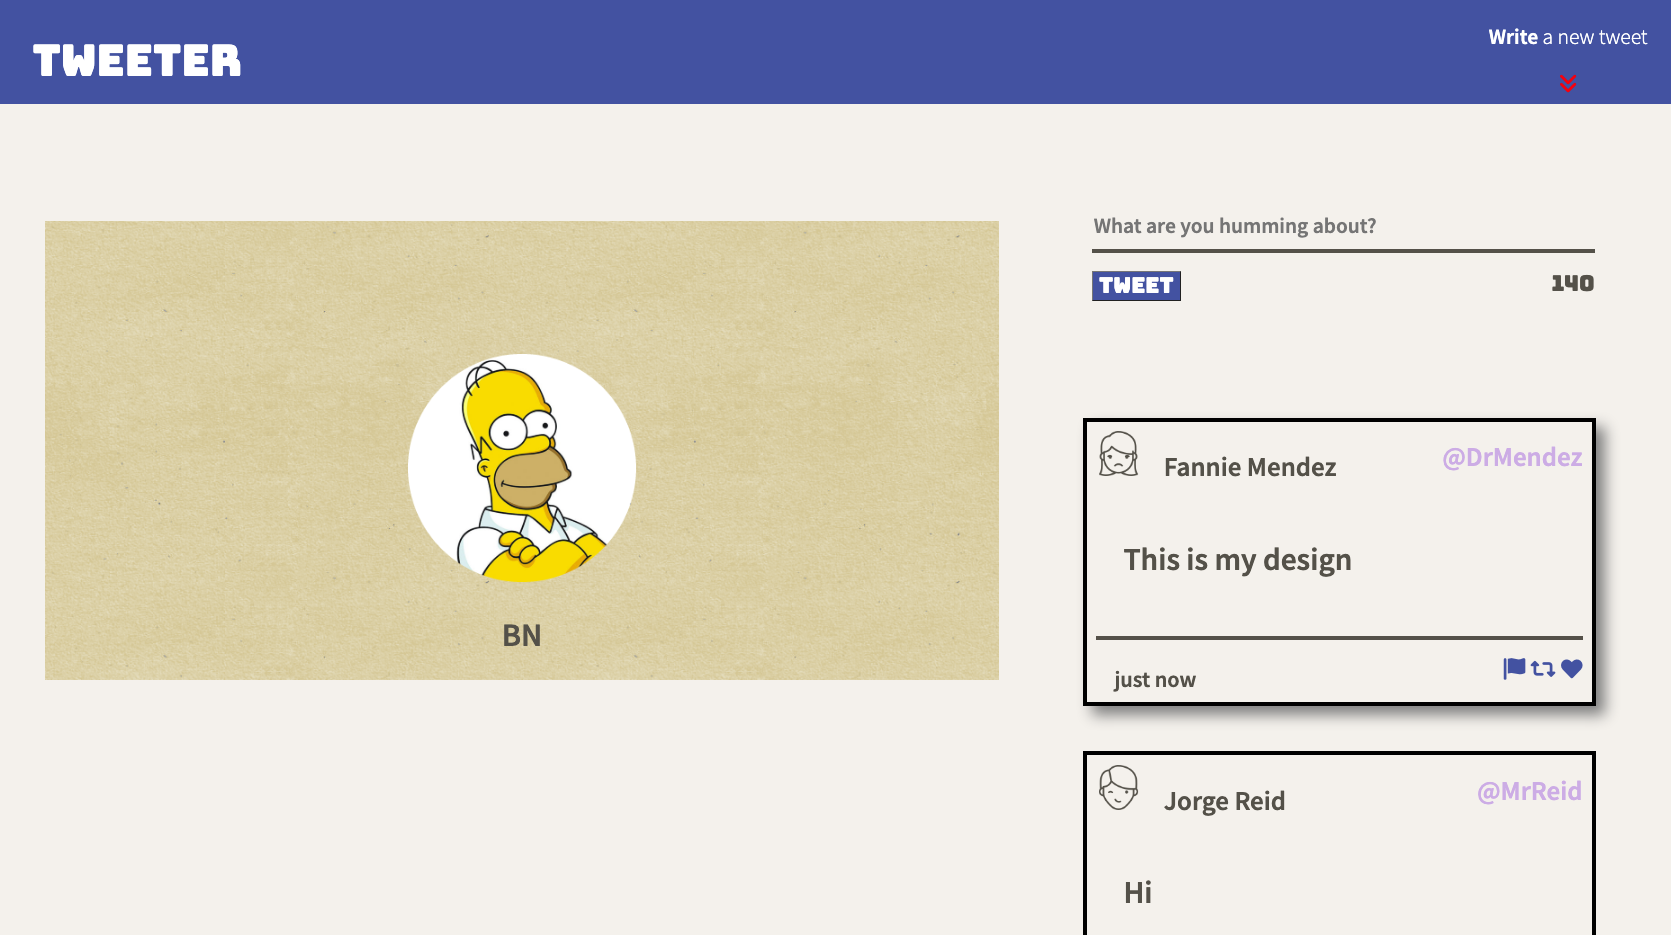 TWEETER
Write a new tweet
BN
What are you humming about?
TWEET
140
Fannie Mendez
@DrMendez
This is my design
just now
Jorge Reid
@MrReid
Hi